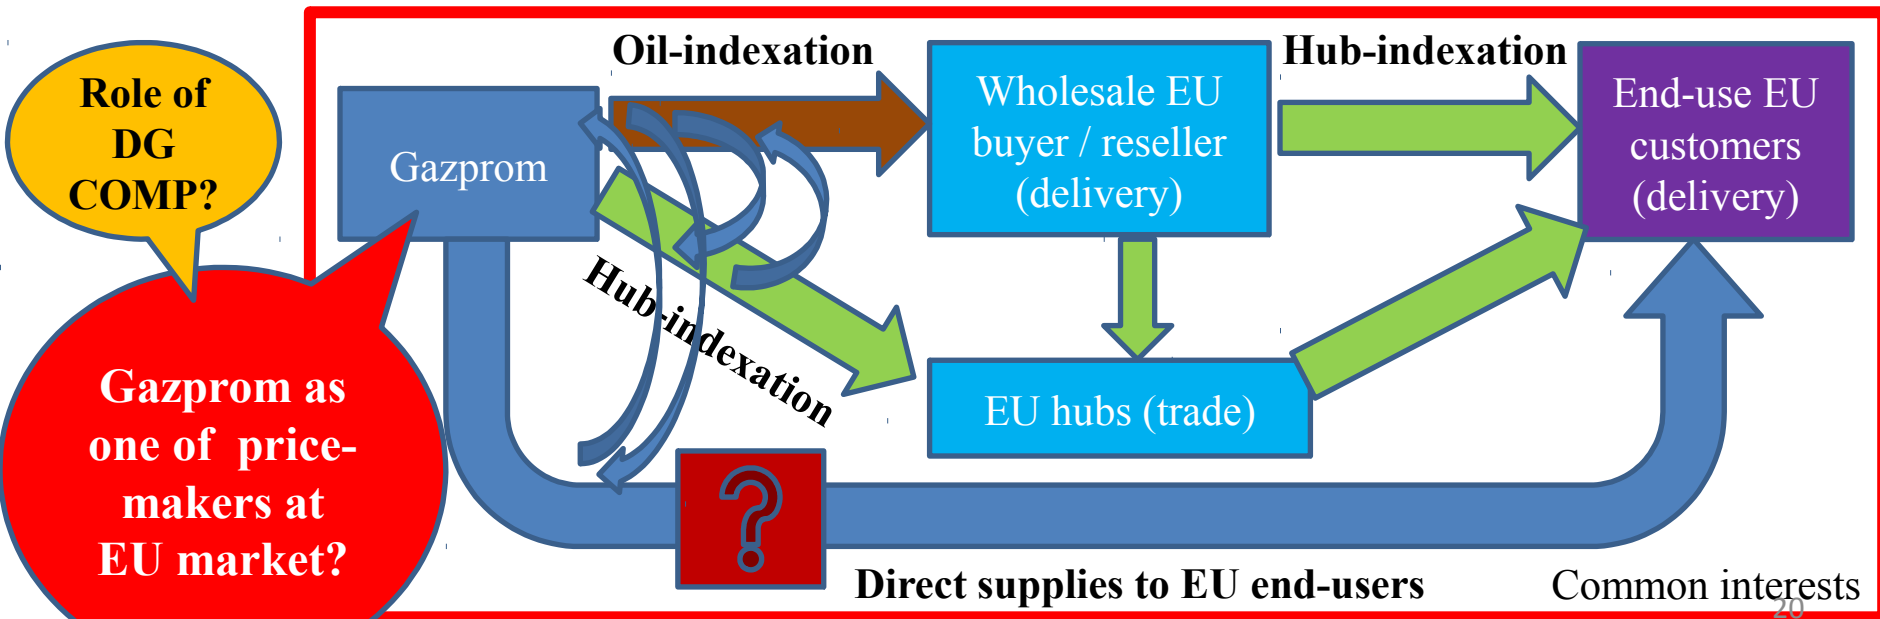 Role of
DG
COMP?
Gazprom as
one of price-
makers at
EU market?
Gazprom
Oil-indexation
Wholesale EU
buyer / reseller
(delivery)
Hub-indexation
End-use EU
customers
(delivery)
Hub-indexation
EU hubs (trade)
?
Direct supplies to EU end-users
Common interests
20